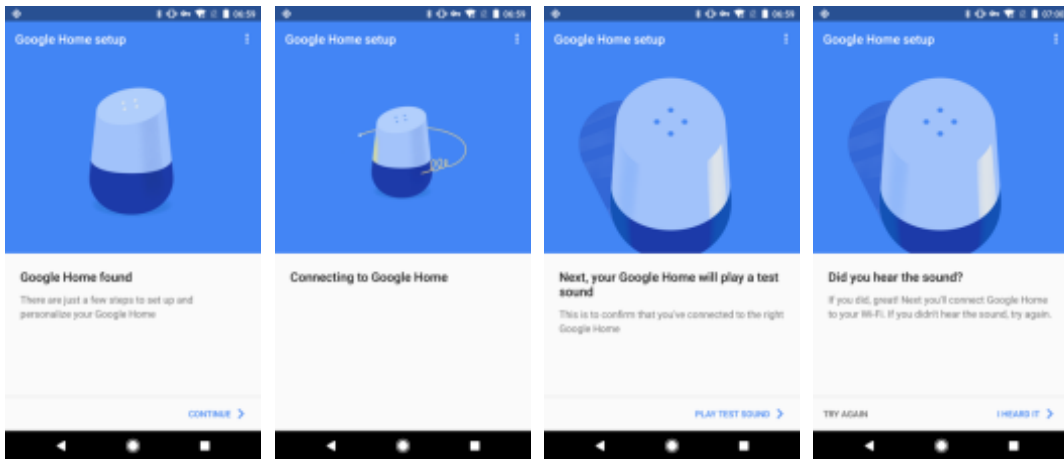 06:59
Google Home setup
Google Home found
There are just a few steps to set up and
personalize your Google Home
CONTINUE
06:59
Google Home setup
Connecting to Google Home
06:59
Google Home setup
Next, your Google Home will play a test
sound
This is to confirm that you've connected to the right
Google Home
PLAY TEST SOUND
07:00
Google Home setup
Did you hear the sound?
If you did, great! Next you'll connect Google Home
to your Wi-Fi. If you didn't hear the sound, try again.
TRY AGAIN
I HEARD IT